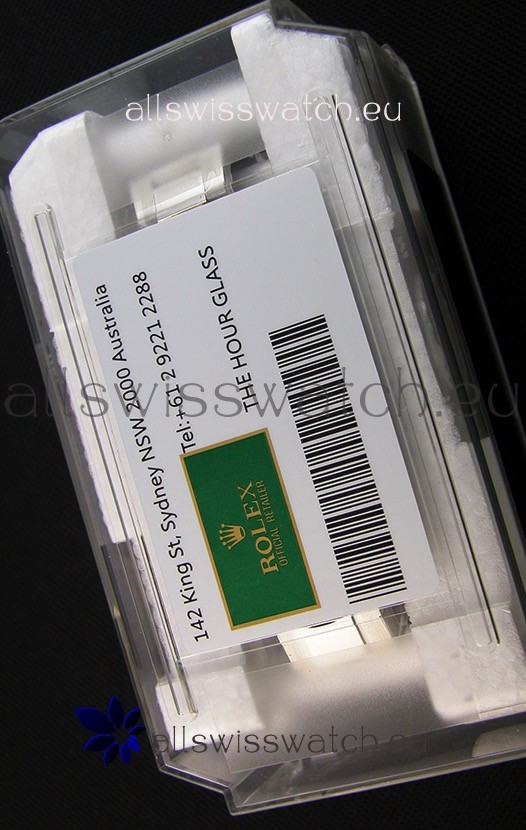 allswisswatch.eu
THE HOUR GLASS
Tel:+61 2 9221 2288
142 King St, Sydney NSW 2000 Australia
ROLEX
OFFICIAL RETAILER
allswisswatch.eu
allswisswatch.eu